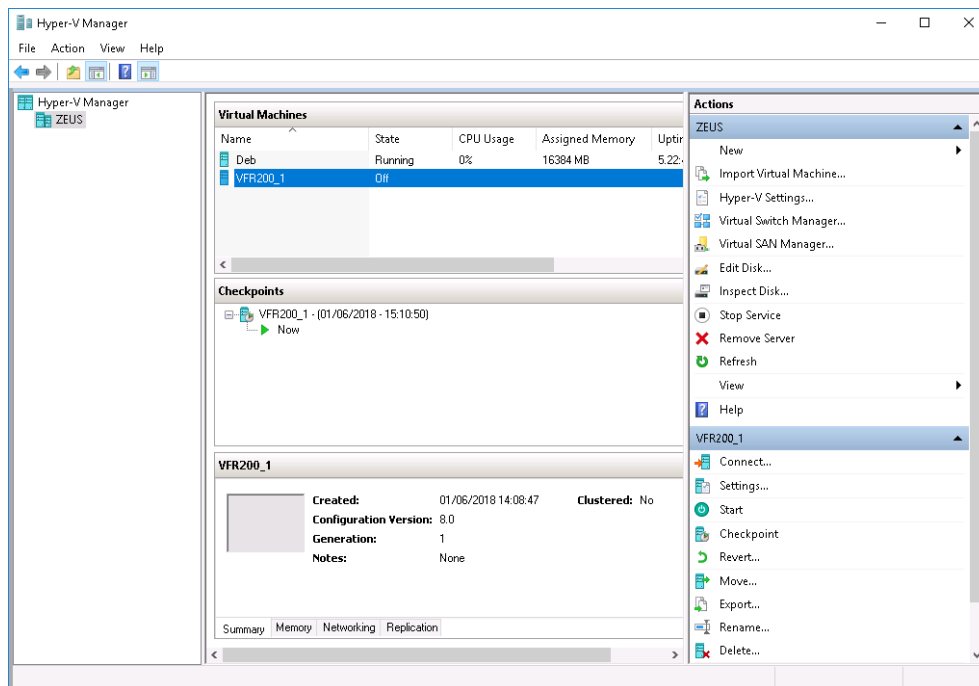 Hyper-V Manager
File Action View Help
Hyper-V Manager
ZEUS
Virtual Machines
Name State CPU Usage Assigned Memory Uptir
Deb Running 0% 16384 MB 5.22:
VFR200_1 Off
Checkpoints
VFR200_1 - (01/06/2018 - 15:10:50)
Now
VFR200_1
Created: 01/06/2018 14:08:47 Clustered: No
Configuration Version: 8.0
Generation: 1
Notes: None
Summary Memory Networking Replication
Actions
ZEUS
New
Import Virtual Machine...
Hyper-V Settings...
Virtual Switch Manager...
Virtual SAN Manager...
Edit Disk...
Inspect Disk...
Stop Service
Remove Server
Refresh
View
Help
VFR200_1
Connect...
Settings...
Start
Checkpoint
Revert...
Move...
Export...
Rename...
Delete...